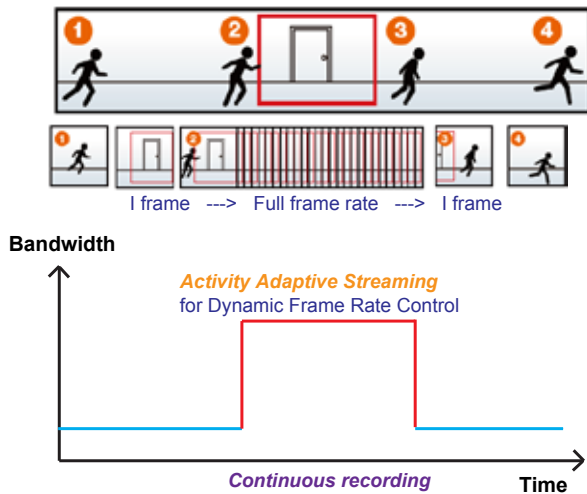 1 2 3 4
1 2 3 4
I frame ---> Full frame rate ---> I frame
Bandwidth
Activity Adaptive Streaming
for Dynamic Frame Rate Control
Continuous recording
Time